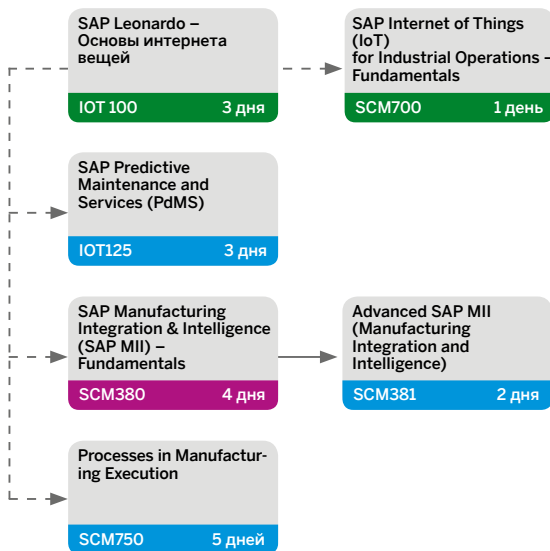 SAP Leonardo –
Основы интернета
вещей
IOT 100 3 дня
SAP Internet of Things
(IoT)
for Industrial Operations –
Fundamentals
SCM700 1 день
SAP Predictive
Maintenance and
Services (PdMS)
IOT125 3 дня
SAP Manufacturing
Integration & Intelligence
(SAP MII) –
Fundamentals
SCM380 4 дня
Advanced SAP MII
(Manufacturing
Integration and
Intelligence)
SCM381 2 дня
Processes in Manufactur-
ing Execution
SCM750 5 дней